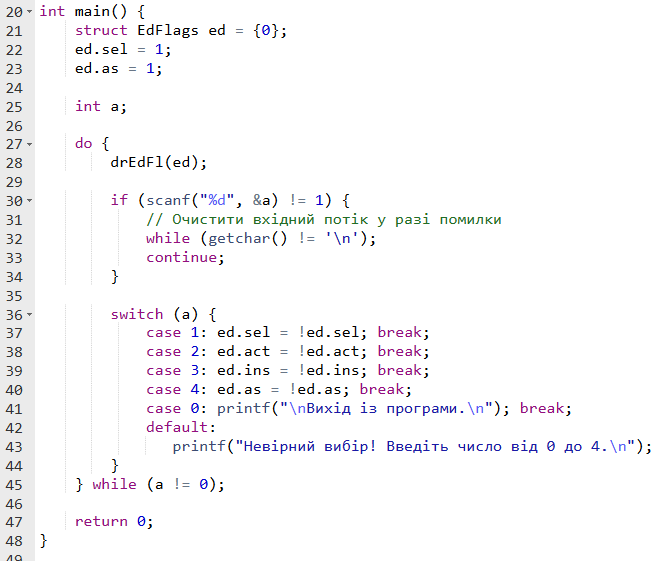 20 int main() {
21 struct EdFlags ed = {0};
22 ed.sel = 1;
23 ed.as = 1;
24
25 int a;
26
27 do {
28 drEdFl(ed);
29
30 if (scanf("%d", &a) != 1) {
31 // Очистити вхідний потік у разі помилки
32 while (getchar() != '\n');
33 continue;
34 }
35
36 switch (a) {
37 case 1: ed.sel = !ed.sel; break;
38 case 2: ed.act = !ed.act; break;
39 case 3: ed.ins = !ed.ins; break;
40 case 4: ed.as = !ed.as; break;
41 case 0: printf("\nВихід із програми.\n"); break;
42 default:
43 printf("Невірний вибір! Введіть число від 0 до 4.\n");
44 }
45 } while (a != 0);
46
47 return 0;
48 }
49